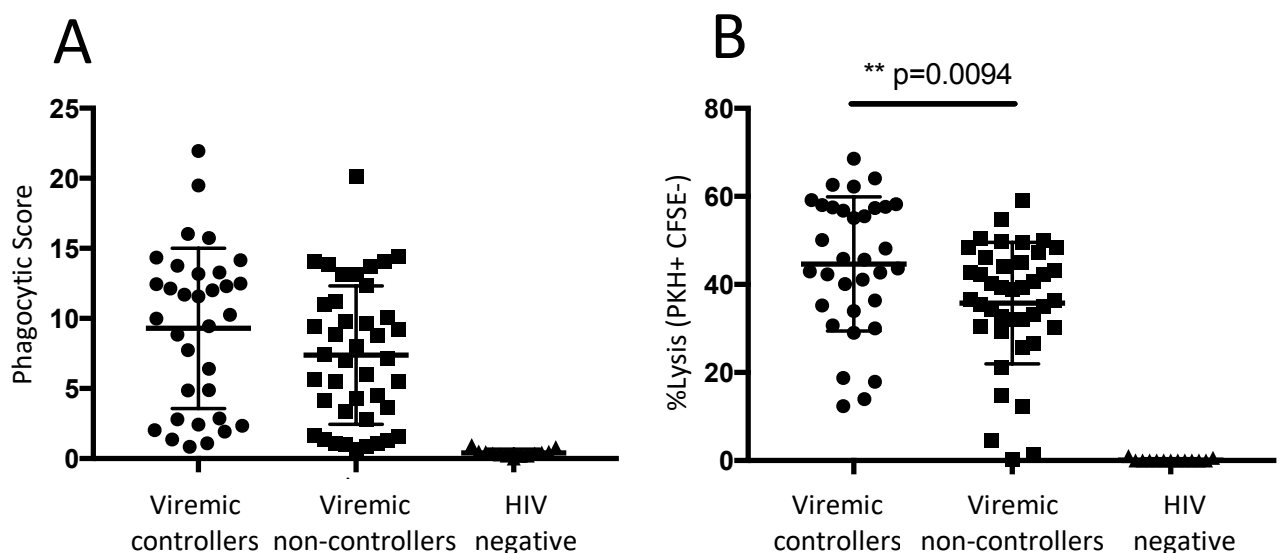 A
25
20
15
10
5
0
Phagocytic Score
Viremic
controllers
Viremic
non-controllers
HIV
negative
B
** p=0.0094
80
60
40
20
0
%Lysis (PKH+ CFSE-)
Viremic
controllers
Viremic
non-controllers
HIV
negative